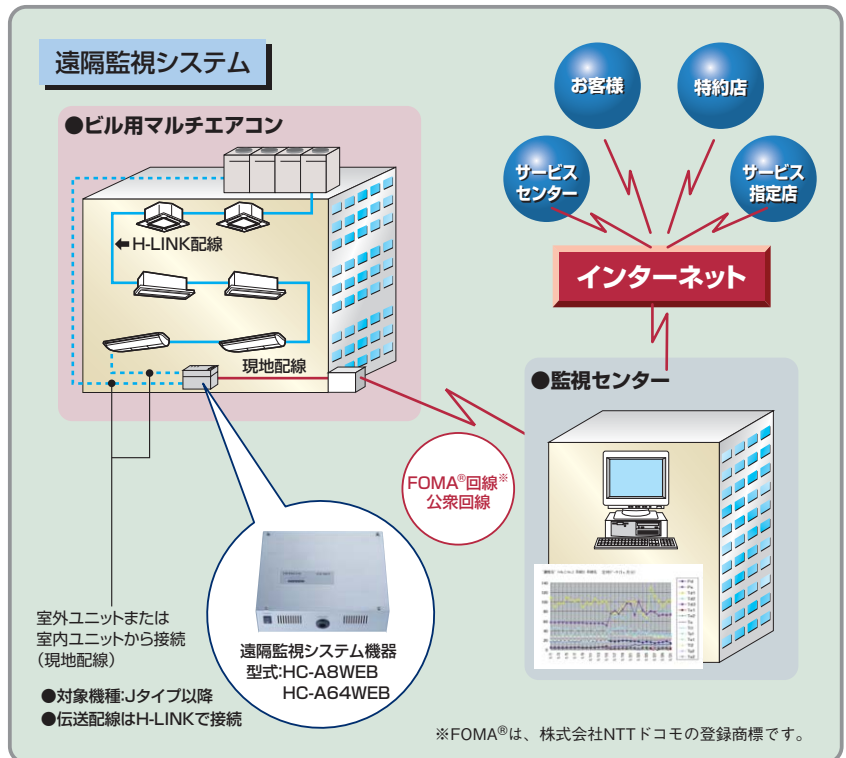 遠隔監視システム
●ビル用マルチエアコン
H-LINK配線
現地配線
お客様
特約店
サービス
センター
サービス
指定店
インターネット
●監視センター
FOMA®回線※
公衆回線
室外ユニットまたは
室内ユニットから接続
(現地配線)
遠隔監視システム機器
型式:HC-A8WEB
HC-A64WEB
●対象機種:Jタイプ以降
●伝送配線はH-LINKで接続
※FOMA®は、株式会社NTTドコモの登録商標です。